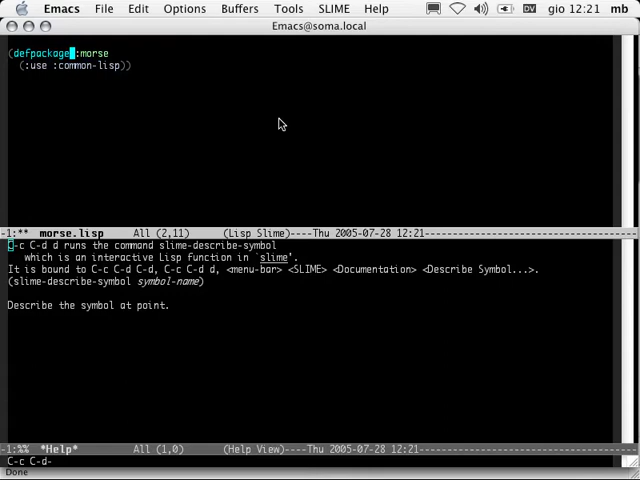 Emacs File Edit Options Buffers Tools SLIME Help DV gio 12:21 mb
Emacs@soma.local
(defpackage :morse
  (:use :common-lisp))
-1:** morse.lisp All (2,11) (Lisp Slime)--Thu 2005-07-28 12:21
C-c C-d d runs the command slime-describe-symbol
   which is an interactive Lisp function in `slime'.
It is bound to C-c C-d C-d, C-c C-d d, <menu-bar> <SLIME> <Documentation> <Describe Symbol...>.
(slime-describe-symbol symbol-name)
Describe the symbol at point.
-1:%% *Help* All (1,0) (Help View)--Thu 2005-07-28 12:21
C-c C-d-
Done